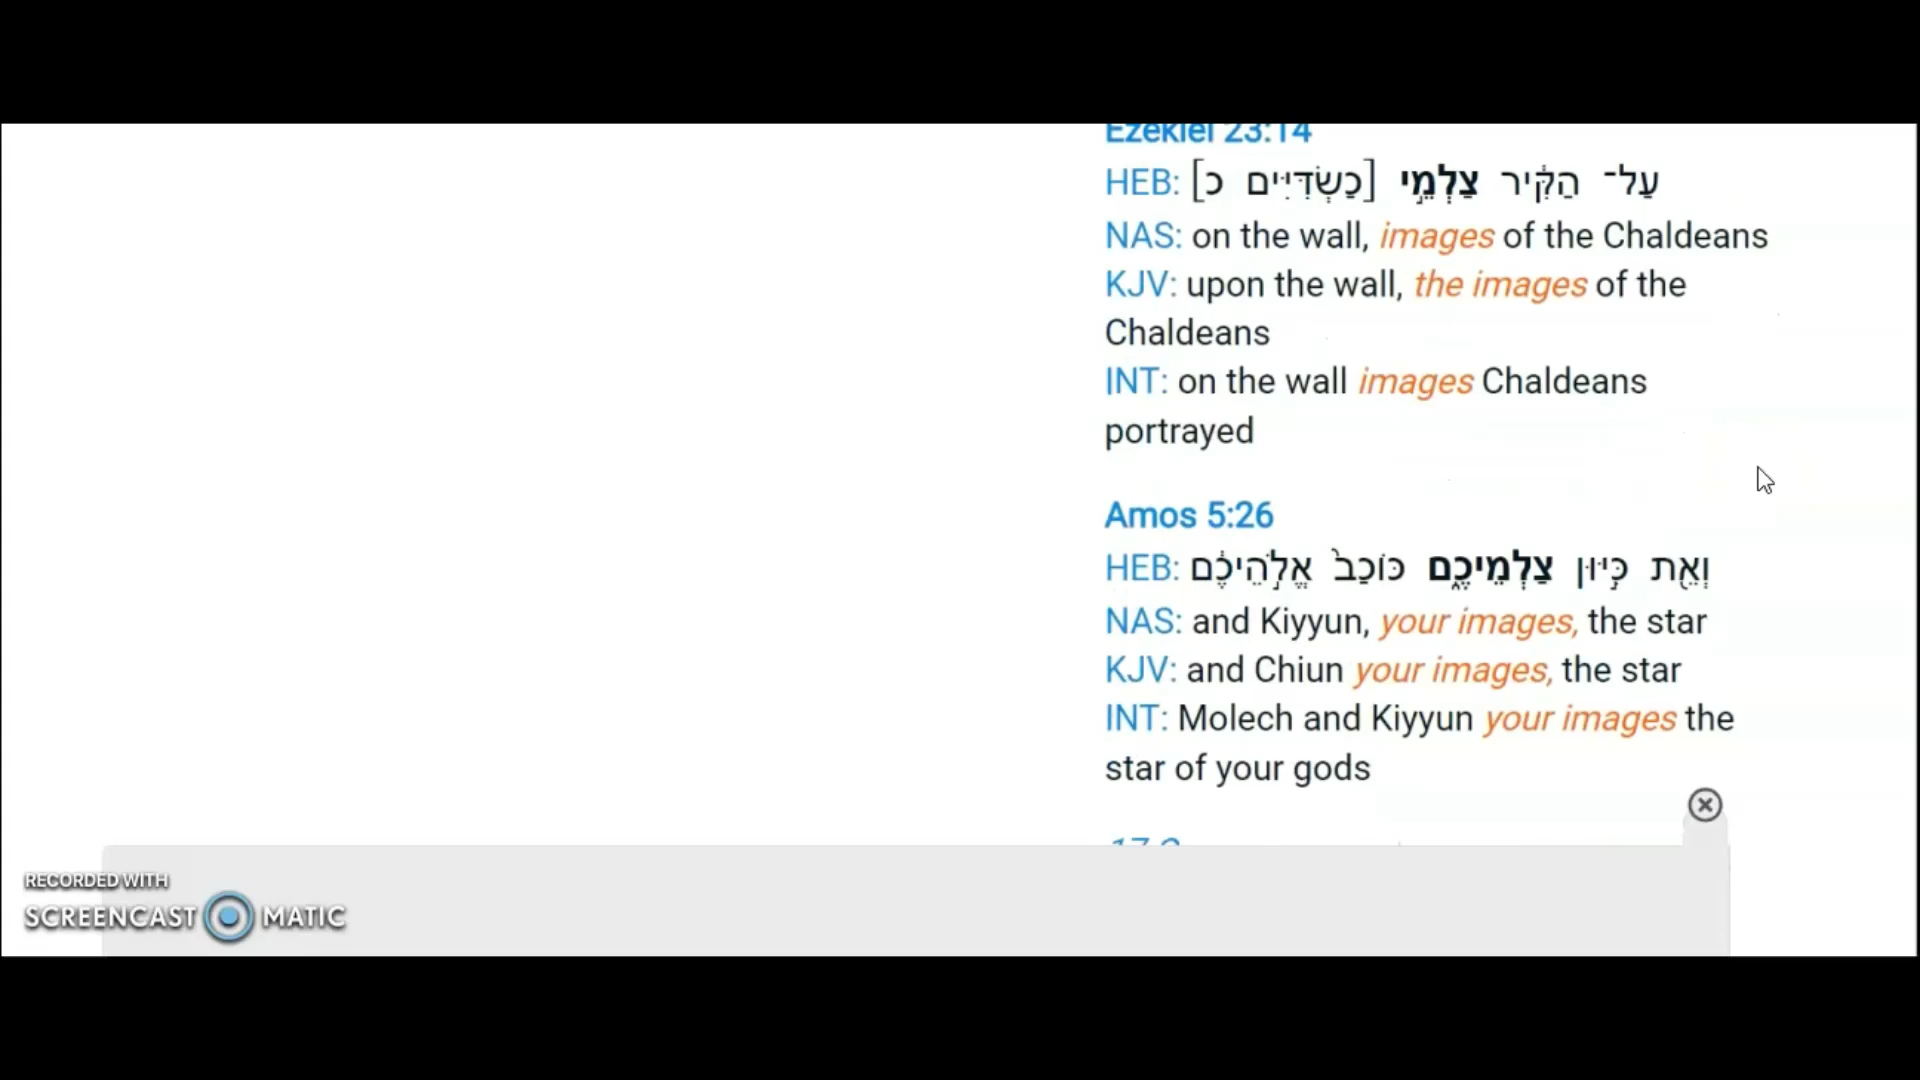 Ezekiel 23:14
HEB: עַל־ הַקִּ֔יר צַלְמֵ֣י [כַשְׂדִּיִּים כ]
NAS: on the wall, images of the Chaldeans
KJV: upon the wall, the images of the
Chaldeans
INT: on the wall images Chaldeans
portrayed
Amos 5:26
HEB: וְאֵ֖ת כִּיּ֣וּן צַלְמֵיכֶ֑ם כּוֹכַב֙ אֱלֹ֣הֵיכֶ֔ם
NAS: and Kiyyun, your images, the star
KJV: and Chiun your images, the star
INT: Molech and Kiyyun your images the
star of your gods
RECORDED WITH
SCREENCAST MATIC